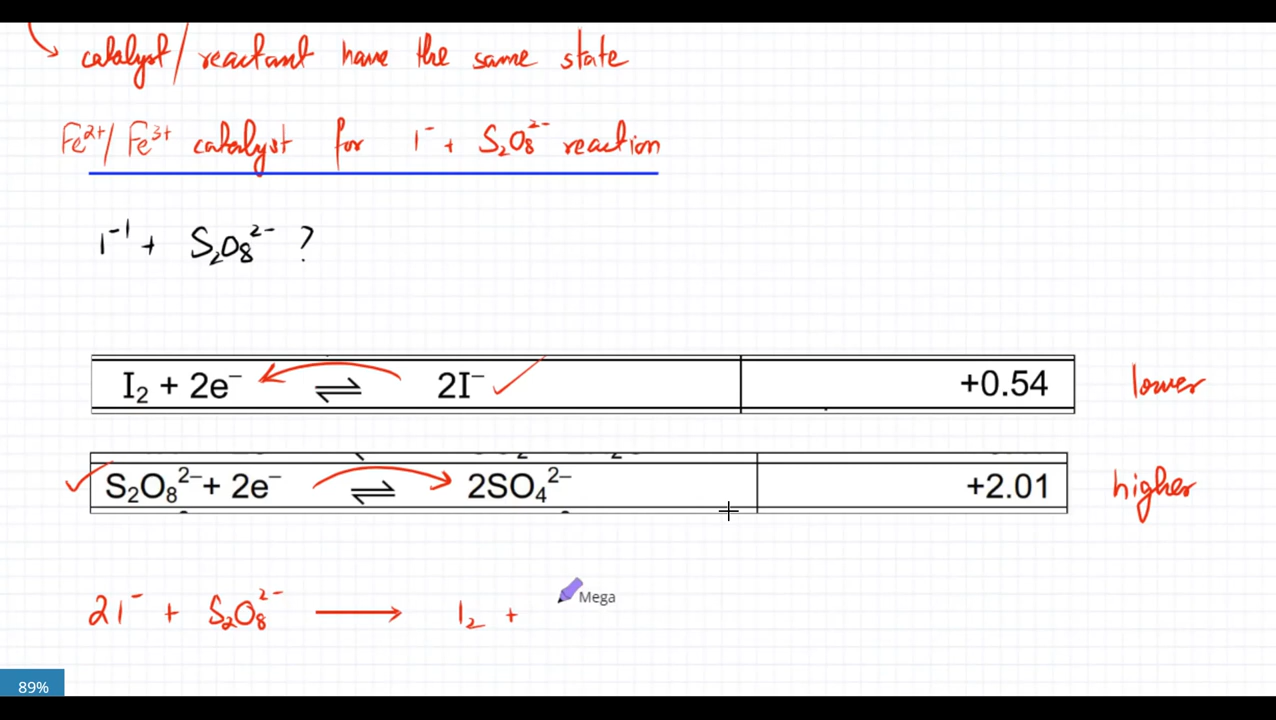 catalyst/reactant have the same state
Fe²⁺/Fe³⁺ catalyst for I⁻ + S₂O₈²⁻ reaction
I⁻¹ + S₂O₈²⁻ ?
I₂ + 2e⁻ ⇌ 2I⁻ ✓ +0.54 lower
✓ S₂O₈²⁻ + 2e⁻ ⇌ 2SO₄²⁻ +2.01 higher
2I⁻ + S₂O₈²⁻ ⟶ I₂ +
Mega
89%